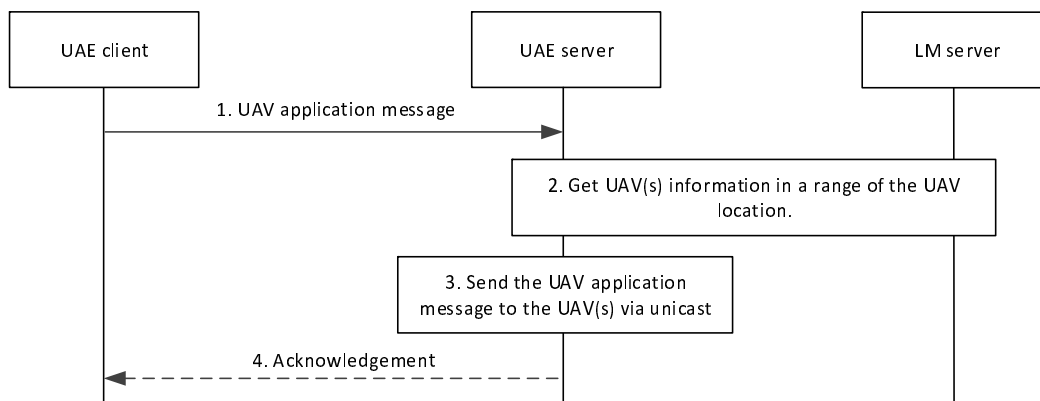 UAE client
UAE server
LM server
1. UAV application message
2. Get UAV(s) information in a range of the UAV
location.
3. Send the UAV application
message to the UAV(s) via unicast
4. Acknowledgement